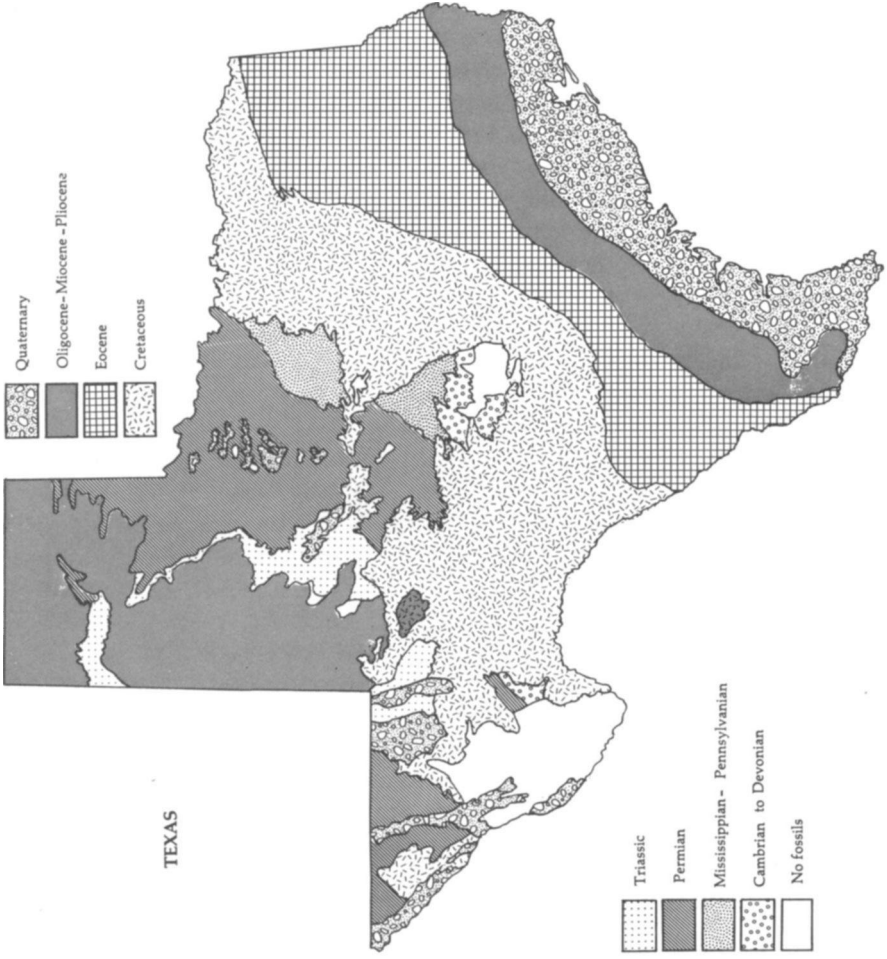 Quaternary
Oligocene-Miocene-Pliocene
Eocene
Cretaceous
TEXAS
Triassic
Permian
Mississippian- Pennsylvanian
Cambrian to Devonian
No fossils